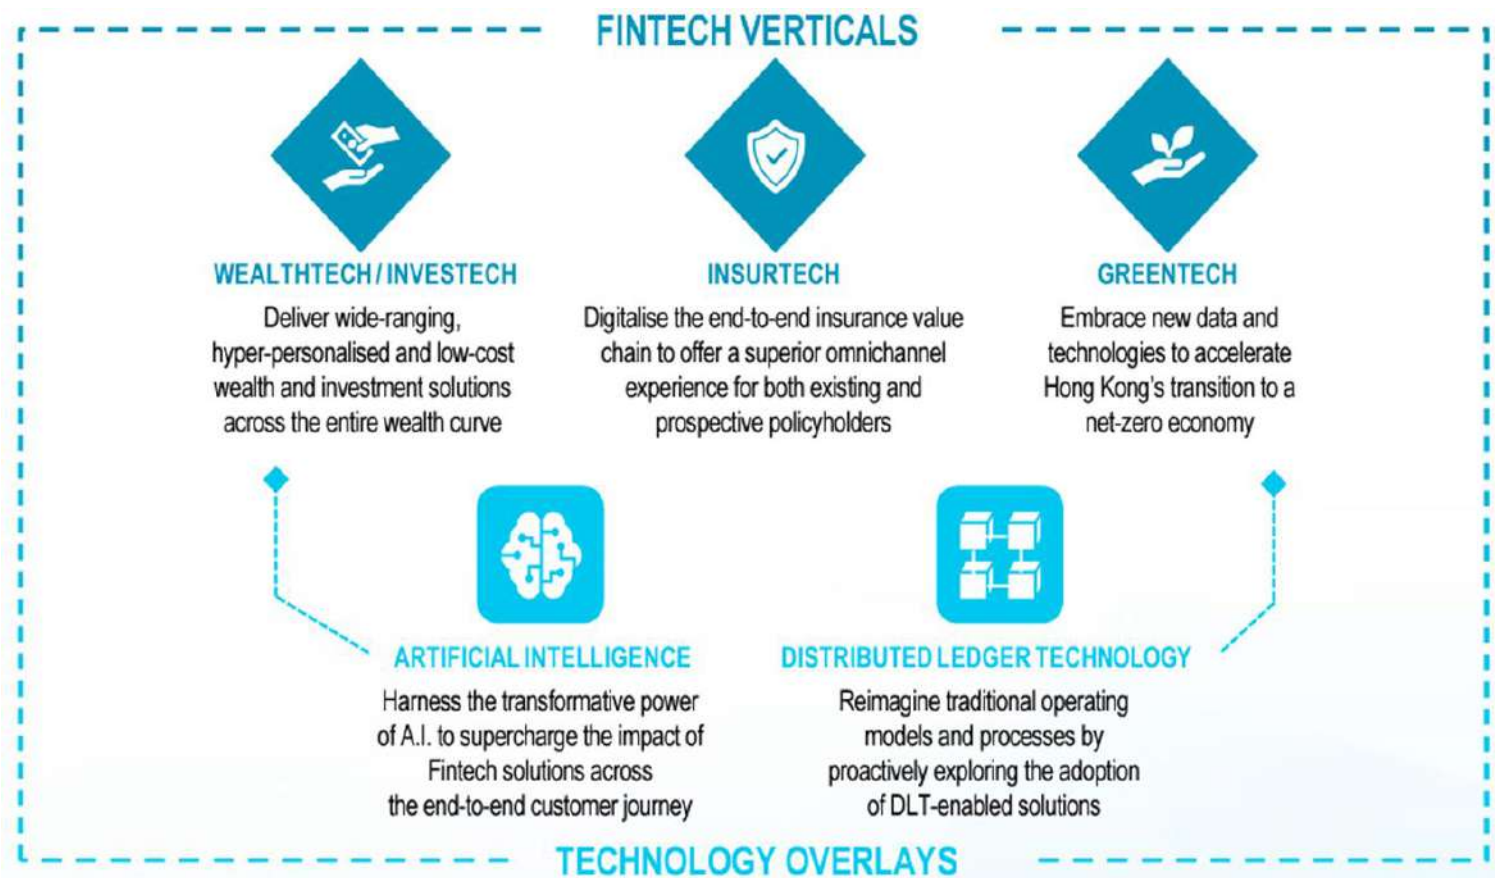 FINTECH VERTICALS
WEALTHTECH / INVESTECH
Deliver wide-ranging,
hyper-personalised and low-cost
wealth and investment solutions
across the entire wealth curve
INSURTECH
Digitalise the end-to-end insurance value
chain to offer a superior omnichannel
experience for both existing and
prospective policyholders
GREENTECH
Embrace new data and
technologies to accelerate
Hong Kong's transition to a
net-zero economy
ARTIFICIAL INTELLIGENCE
Harness the transformative power
of A.I. to supercharge the impact of
Fintech solutions across
the end-to-end customer journey
DISTRIBUTED LEDGER TECHNOLOGY
Reimagine traditional operating
models and processes by
proactively exploring the adoption
of DLT-enabled solutions
TECHNOLOGY OVERLAYS